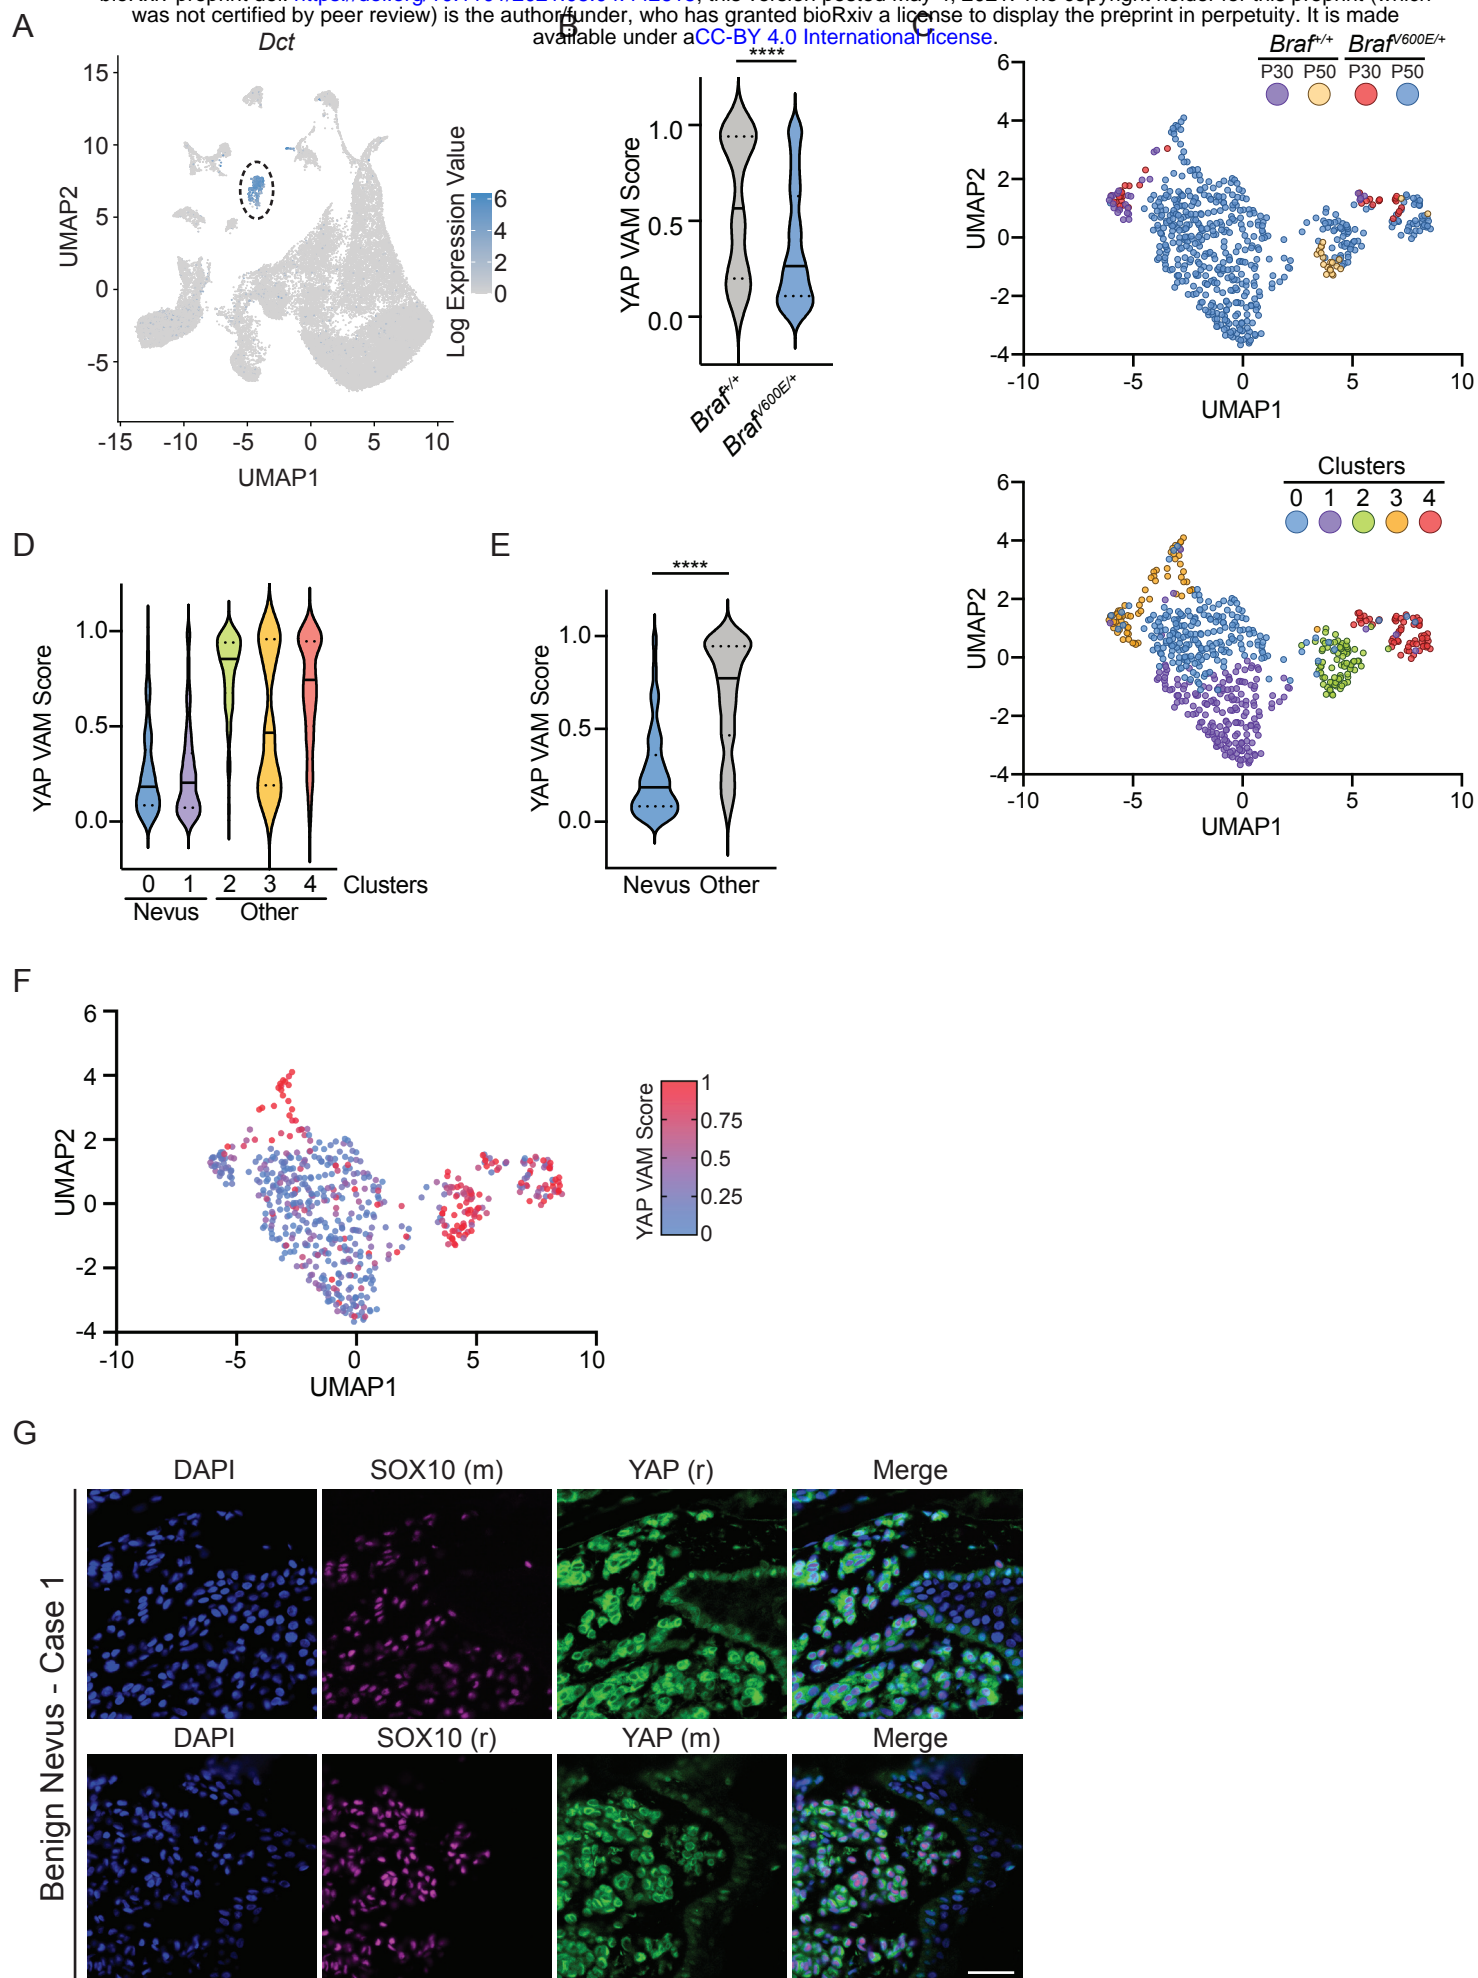 was not certified by peer review) is the author/funder, who has granted bioRxiv a license to display the preprint in perpetuity. It is made
available under aCC-BY 4.0 International license.
A
Dct
15
10
5
0
-5
UMAP2
-15 -10 -5 0 5 10
UMAP1
Log Expression Value
6
4
2
0
B
****
YAP VAM Score
1.0
0.5
0.0
Braf+/+
BrafV600E/+
C
Braf+/+ BrafV600E/+
P30 P50 P30 P50
6
4
2
0
-2
-4
UMAP2
-10 -5 0 5 10
UMAP1
Clusters
0 1 2 3 4
6
4
2
0
-2
-4
UMAP2
-10 -5 0 5 10
UMAP1
D
YAP VAM Score
1.0
0.5
0.0
0 1 2 3 4 Clusters
Nevus Other
E
****
YAP VAM Score
1.0
0.5
0.0
Nevus Other
F
6
4
2
0
-2
-4
UMAP2
-10 -5 0 5 10
UMAP1
YAP VAM Score
1
0.75
0.5
0.25
0
G
Benign Nevus - Case 1
DAPI SOX10 (m) YAP (r) Merge
DAPI SOX10 (r) YAP (m) Merge